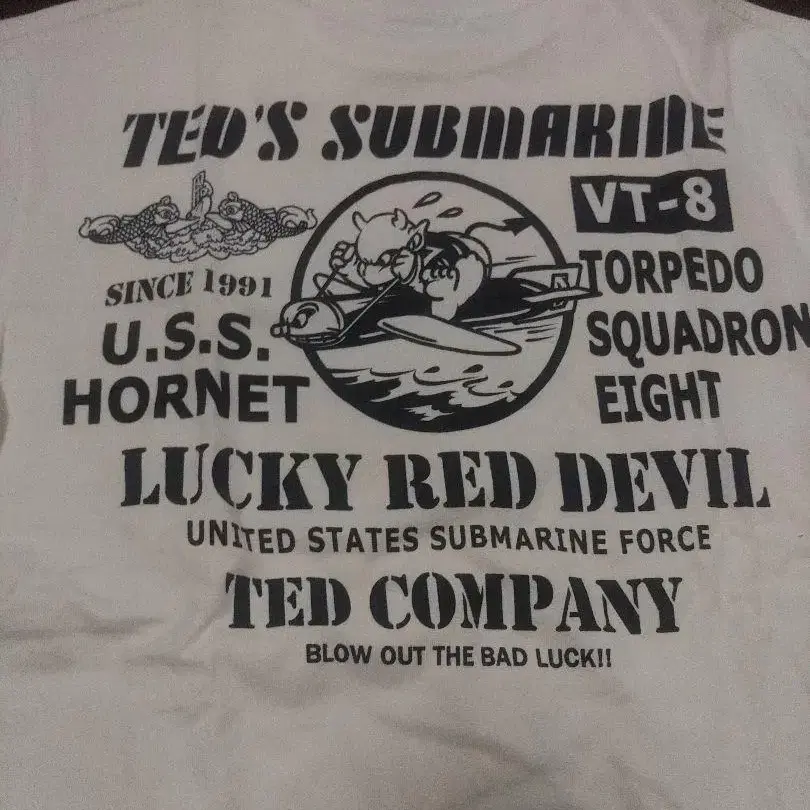 TED'S SUBMARINE
SINCE 1991
U.S.S.
HORNET
VT-8
TORPEDO
SQUADRON
EIGHT
LUCKY RED DEVIL
UNITED STATES SUBMARINE FORCE
TED COMPANY
BLOW OUT THE BAD LUCK!!